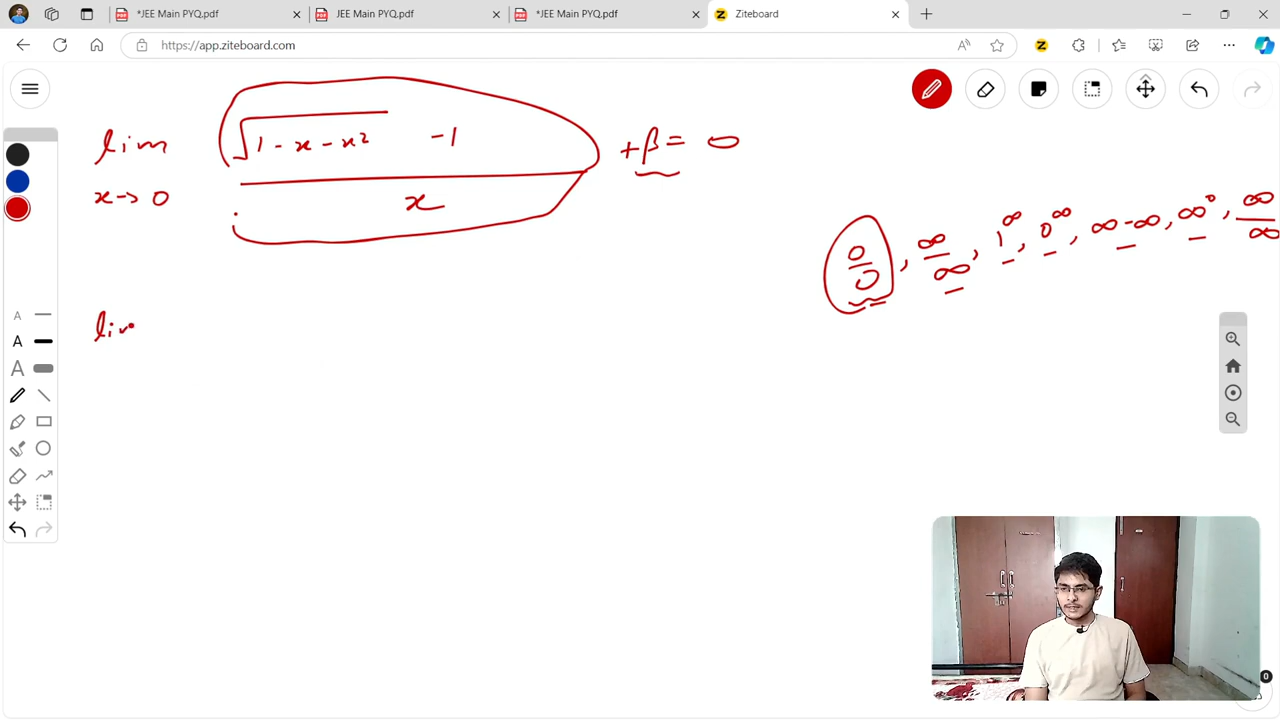 *JEE Main PYQ.pdf
JEE Main PYQ.pdf
*JEE Main PYQ.pdf
Ziteboard
https://app.ziteboard.com
lim x→0 (√(1 - x - x²) -1)/x + β = 0
0/0, ∞/∞, 1^∞, 0^∞, ∞-∞, ∞°, ∞/∞
lim
A
A
A
0